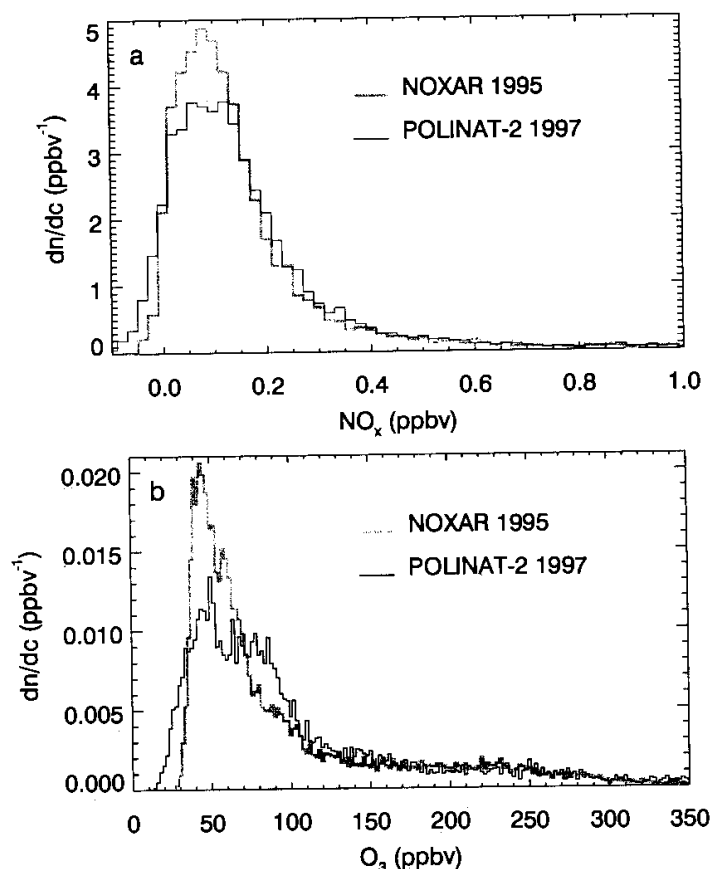 a
NOXAR 1995
POLINAT-2 1997
5
4
3
2
1
0
dn/dc (ppbv⁻¹)
0.0 0.2 0.4 0.6 0.8 1.0
NOₓ (ppbv)
b
NOXAR 1995
POLINAT-2 1997
0.020
0.015
0.010
0.005
0.000
dn/dc (ppbv⁻¹)
0 50 100 150 200 250 300 350
O₃ (ppbv)